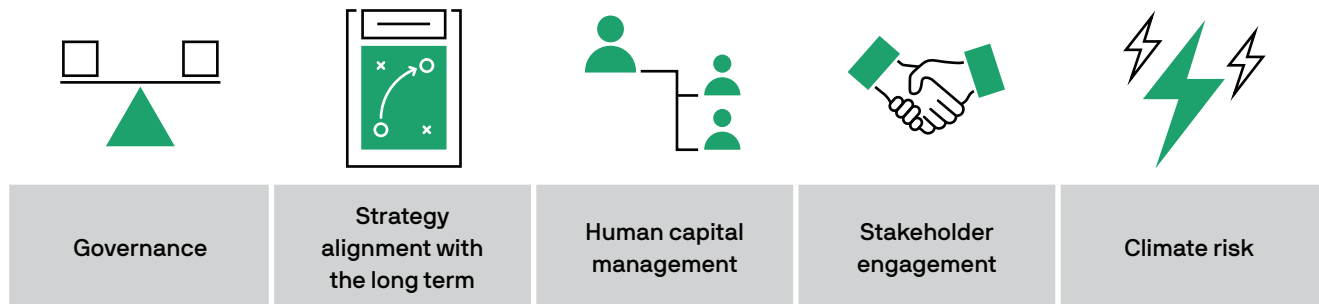 Governance
Strategy
alignment with
the long term
Human capital
management
Stakeholder
engagement
Climate risk